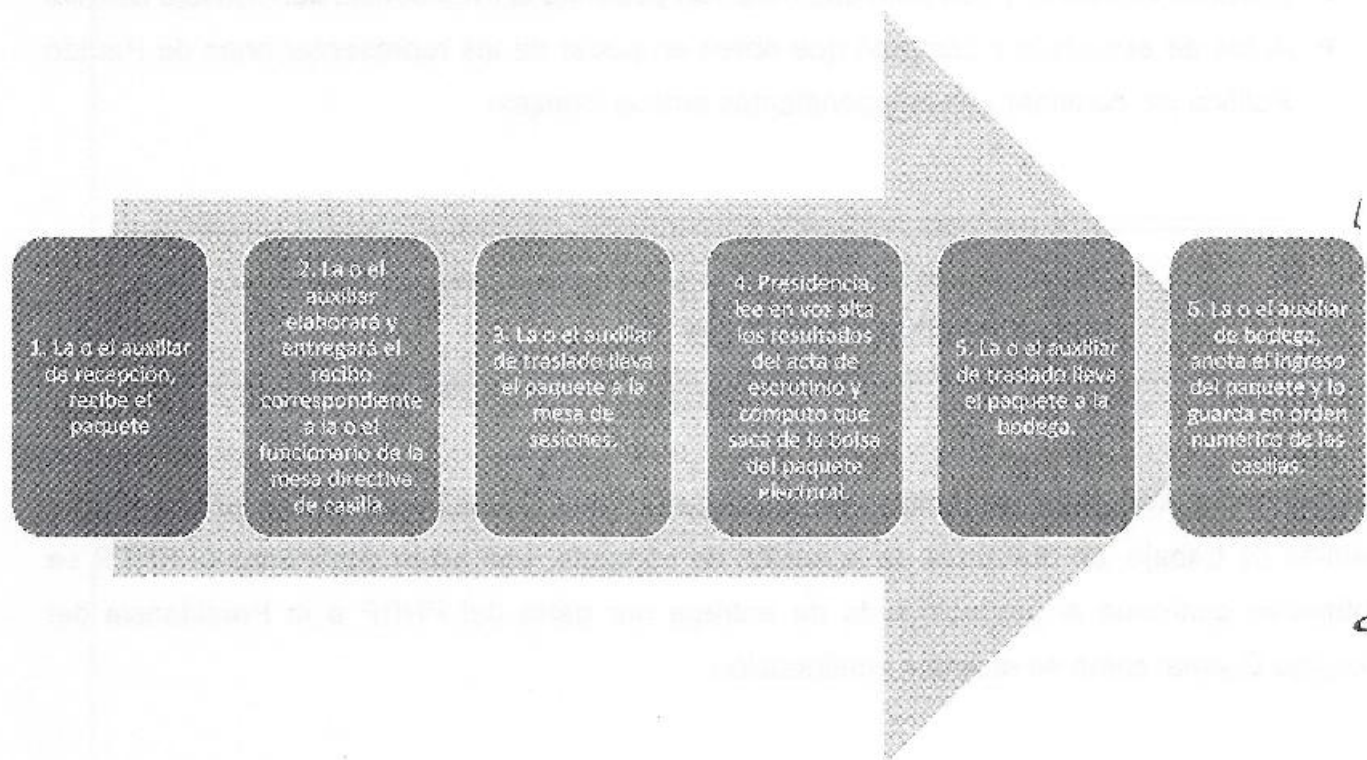 1. La o el auxiliar
de recepción,
recibe el
paquete
2. La o el
auxiliar
elaborará y
entregará el
recibo
correspondiente
a la o el
funcionario de la
mesa directiva
de casilla.
3. La o el auxiliar
de traslado lleva
el paquete a la
mesa de
sesiones.
4. Presidencia,
lee en voz alta
los resultados
del acta de
escrutinio y
cómputo que
saca de la bolsa
del paquete
electoral.
5. La o el auxiliar
de traslado lleva
el paquete a la
bodega.
6. La o el auxiliar
de bodega,
anota el ingreso
del paquete y lo
guarda en orden
numérico de las
casillas.